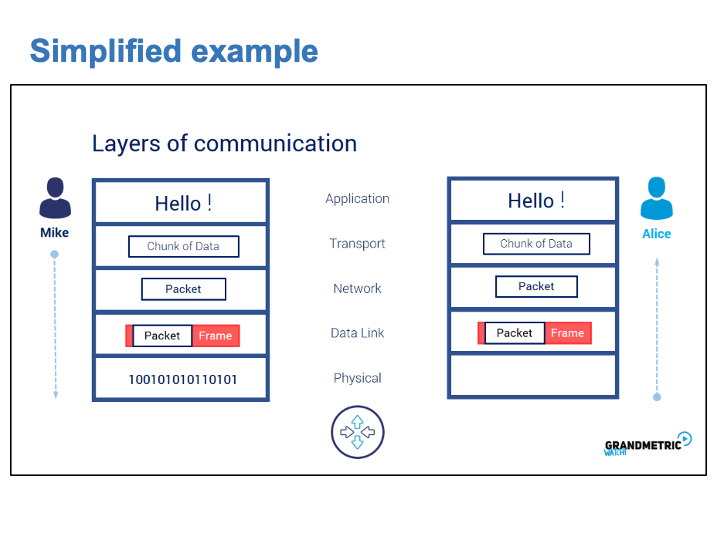 Simplified example
Layers of communication
Mike
Hello !
Chunk of Data
Packet
Packet Frame
100101010110101
Application
Transport
Network
Data Link
Physical
Hello !
Chunk of Data
Packet
Packet Frame
Alice
GRANDMETRIC
WATCH!